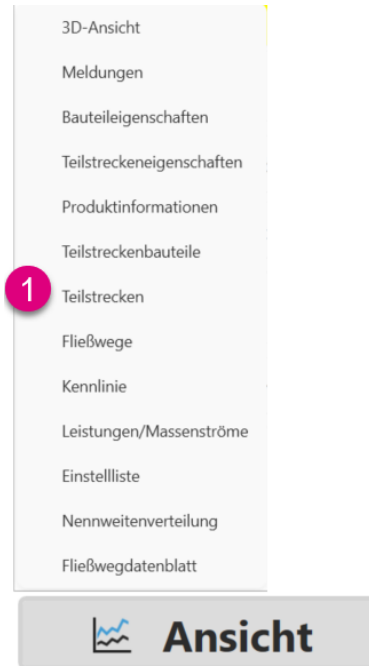 3D-Ansicht
Meldungen
Bauteileigenschaften
Teilstreckeneigenschaften
Produktinformationen
Teilstreckenbauteile
1 Teilstrecken
Fließwege
Kennlinie
Leistungen/Massenströme
Einstellliste
Nennweitenverteilung
Fließwegdatenblatt
Ansicht